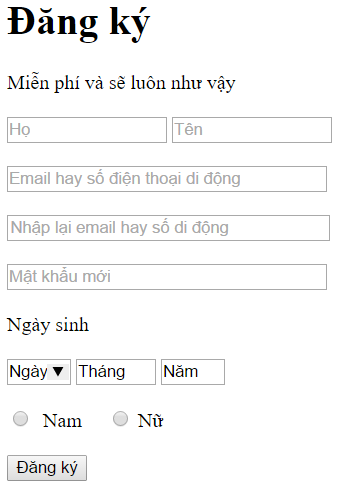 Đăng ký
Miễn phí và sẽ luôn như vậy
Họ Tên
Email hay số điện thoại di động
Nhập lại email hay số di động
Mật khẩu mới
Ngày sinh
Ngày Tháng Năm
Nam Nữ
Đăng ký